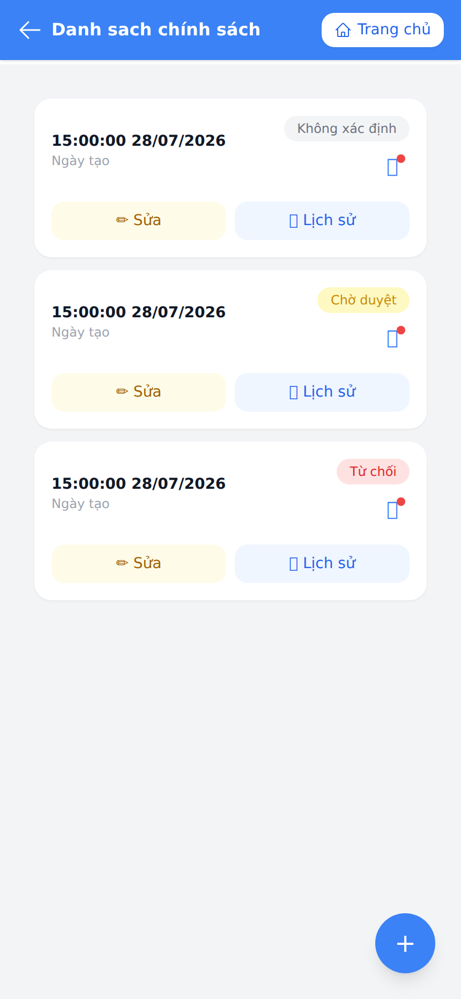 Danh sach chính sách
Trang chủ
Không xác định
15:00:00 28/07/2026
Ngày tạo
✏ Sửa
Lịch sử
Chờ duyệt
15:00:00 28/07/2026
Ngày tạo
✏ Sửa
Lịch sử
Từ chối
15:00:00 28/07/2026
Ngày tạo
✏ Sửa
Lịch sử
+